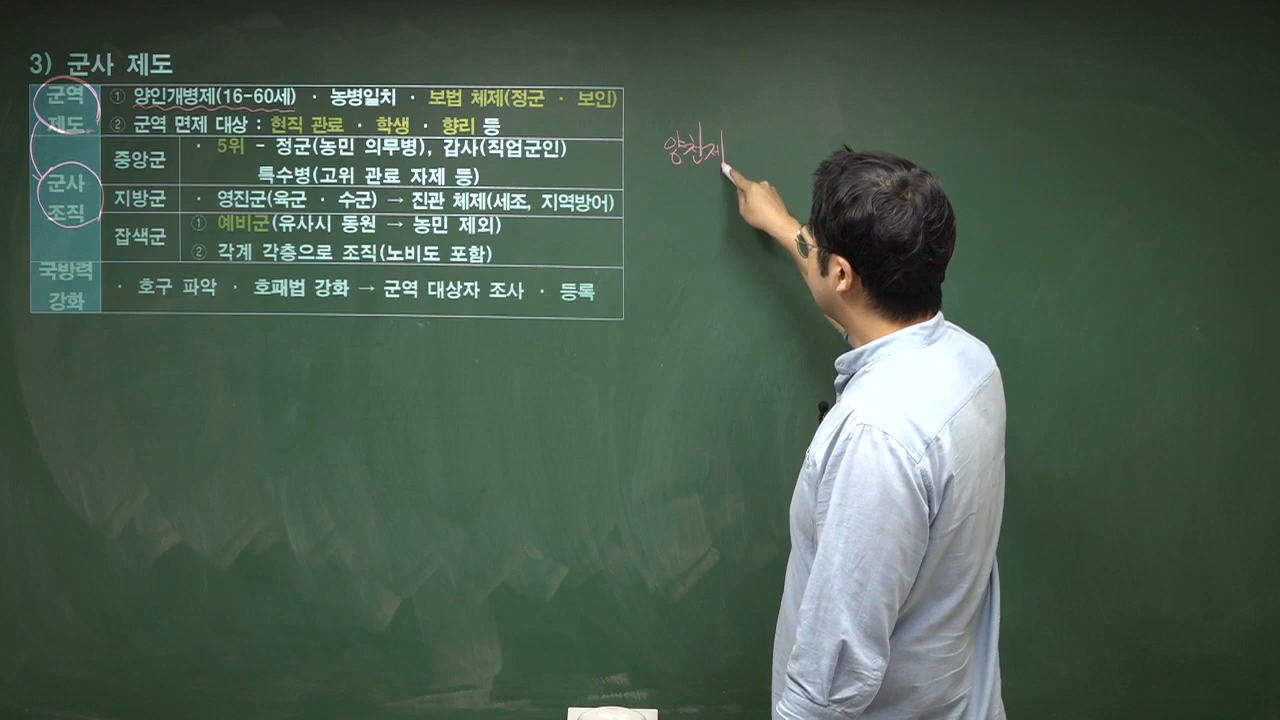 3) 군사 제도
군역
제도
① 양인개병제(16-60세) · 농병일치 · 보법 체제(정군 · 보인)
② 군역 면제 대상 : 현직 관료 · 학생 · 향리 등
군사
조직
중앙군
· 5위 - 정군(농민 의무병), 갑사(직업군인)
특수병(고위 관료 자제 등)
지방군
· 영진군(육군 · 수군) → 진관 체제(세조, 지역방어)
잡색군
① 예비군(유사시 동원 → 농민 제외)
② 각계 각층으로 조직(노비도 포함)
국방력
강화
· 호구 파악 · 호패법 강화 → 군역 대상자 조사 · 등록
양천제